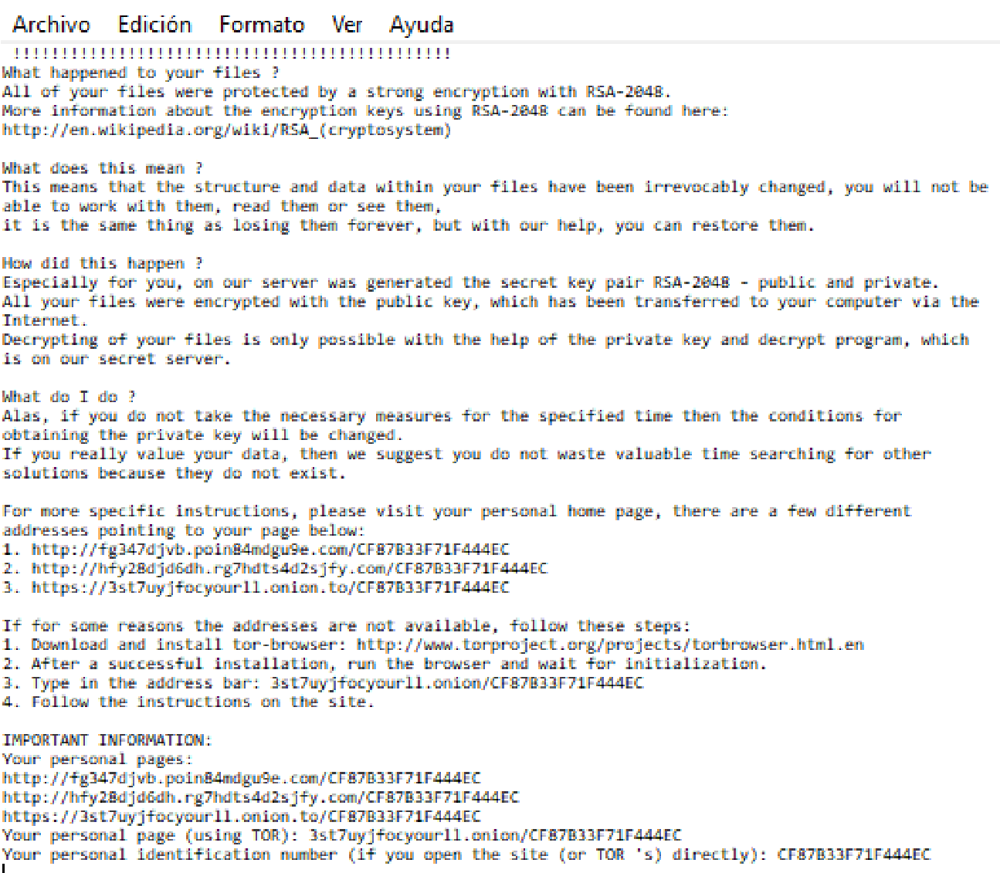 Archivo Edición Formato Ver Ayuda
!!!!!!!!!!!!!!!!!!!!!!!!!!!!!!!!!!!!!!!!!!!!!!
What happened to your files ?
All of your files were protected by a strong encryption with RSA-2048.
More information about the encryption keys using RSA-2048 can be found here:
http://en.wikipedia.org/wiki/RSA_(cryptosystem)
What does this mean ?
This means that the structure and data within your files have been irrevocably changed, you will not be
able to work with them, read them or see them,
it is the same thing as losing them forever, but with our help, you can restore them.
How did this happen ?
Especially for you, on our server was generated the secret key pair RSA-2048 - public and private.
All your files were encrypted with the public key, which has been transferred to your computer via the
Internet.
Decrypting of your files is only possible with the help of the private key and decrypt program, which
is on our secret server.
What do I do ?
Alas, if you do not take the necessary measures for the specified time then the conditions for
obtaining the private key will be changed.
If you really value your data, then we suggest you do not waste valuable time searching for other
solutions because they do not exist.
For more specific instructions, please visit your personal home page, there are a few different
addresses pointing to your page below:
1. http://fg347djvb.poin84mdgu9e.com/CF87B33F71F444EC
2. http://hfy28djd6dh.rg7hdts4d2sjfy.com/CF87B33F71F444EC
3. https://3st7uyjfocyourll.onion.to/CF87B33F71F444EC
If for some reasons the addresses are not available, follow these steps:
1. Download and install tor-browser: http://www.torproject.org/projects/torbrowser.html.en
2. After a successful installation, run the browser and wait for initialization.
3. Type in the address bar: 3st7uyjfocyourll.onion/CF87B33F71F444EC
4. Follow the instructions on the site.
IMPORTANT INFORMATION:
Your personal pages:
http://fg347djvb.poin84mdgu9e.com/CF87B33F71F444EC
http://hfy28djd6dh.rg7hdts4d2sjfy.com/CF87B33F71F444EC
https://3st7uyjfocyourll.onion.to/CF87B33F71F444EC
Your personal page (using TOR): 3st7uyjfocyourll.onion/CF87B33F71F444EC
Your personal identification number (if you open the site (or TOR 's) directly): CF87B33F71F444EC